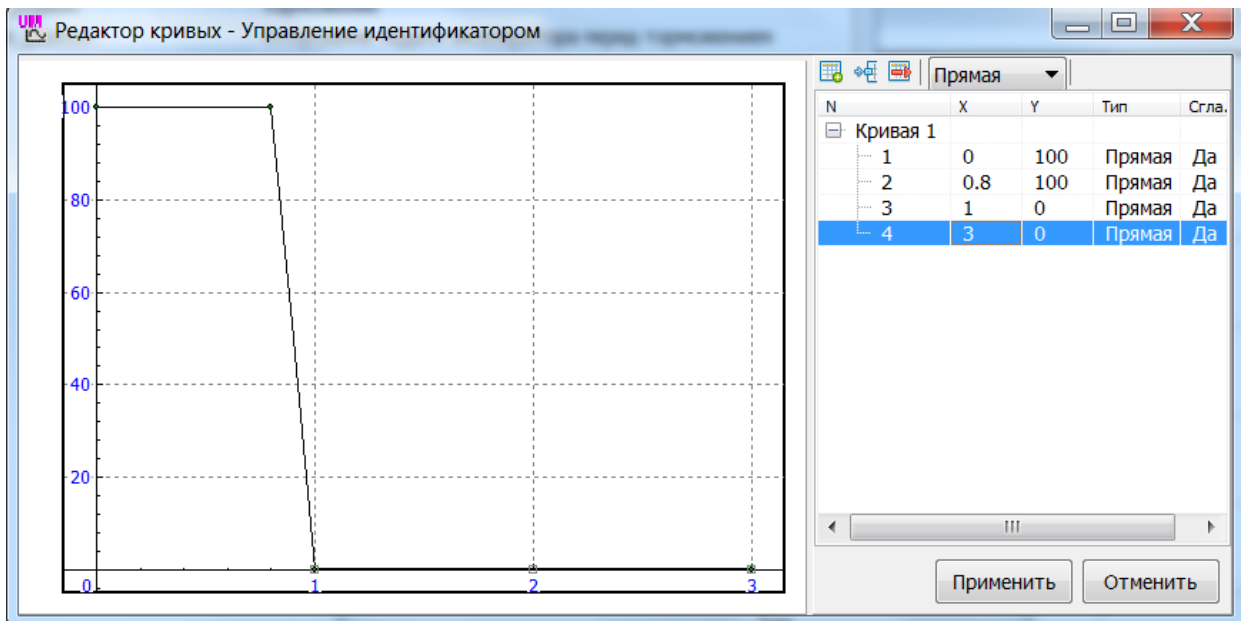 UM Редактор кривых - Управление идентификатором
Прямая
N X Y Тип Сгла.
Кривая 1
1 0 100 Прямая Да
2 0.8 100 Прямая Да
3 1 0 Прямая Да
4 3 0 Прямая Да
100
80
60
40
20
0 1 2 3
Применить Отменить